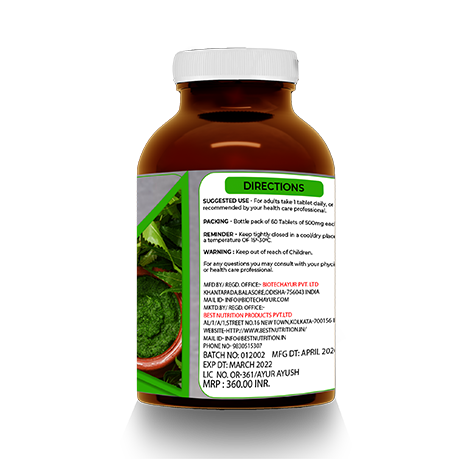 DIRECTIONS
SUGGESTED USE - For adults take 1 tablet daily, or
recommended by your health care professional.
PACKING - Bottle pack of 60 Tablets of 500mg each
REMINDER - Keep tightly closed in a cool/dry place
a temperature OF 15°-30°C.
WARNING : Keep out of reach of Children.
For any questions you may consult with your physic
or health care professional.
MFD BY/ REGD. OFFICE:- BIOTECHAYUR PVT. LTD
KHANTAPADA,BALASORE,ODISHA-756043 INDIA
MAIL ID- INFO@BIOTECHAYUR.COM
MKTD BY:/ REGD. OFFICE:-
BEST NUTRITION PRODUCTS PVT.LTD
AL/1/A/1,STREET NO.16 NEW TOWN,KOLKATA-700156
WEBSITE-HTTP://WWW.BESTNUTRITION.IN/
MAIL ID- INFO@BESTNUTRITION.IN
PHONE NO- 9830515307
BATCH NO: 012002 MFG DT: APRIL 202
EXP DT: MARCH 2022
LIC NO. OR-361/AYUR AYUSH
MRP : 360.00 INR.